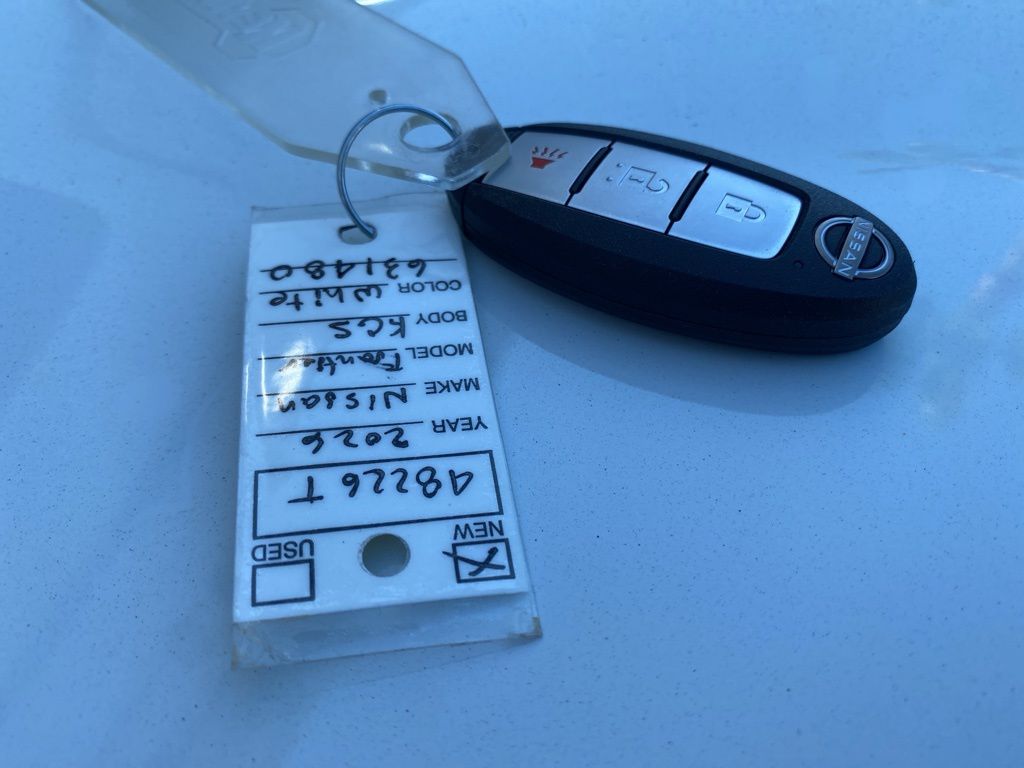 NEW USED
48226T
YEAR 2026
MAKE Nissan
MODEL Frontier
BODY KCS
COLOR White
631480
NISSAN